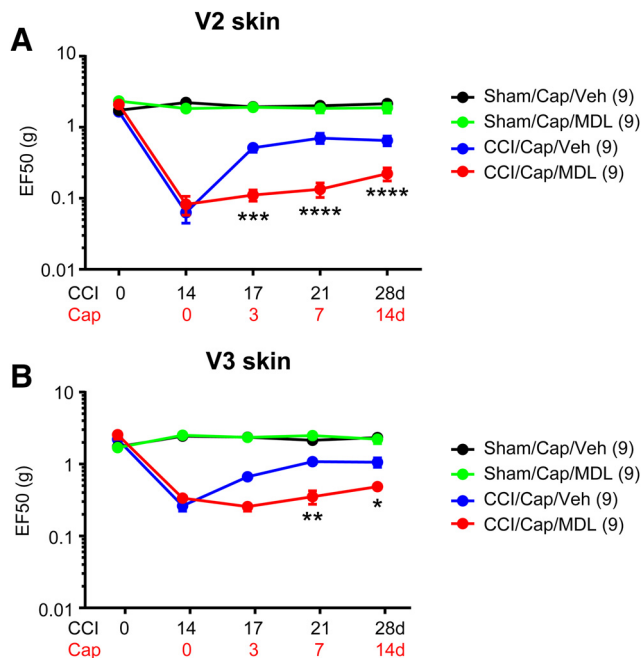 A
V2 skin
10
1
0.1
0.01
EF50 (g)
*** **** ****
CCI 0 14 17 21 28d
Cap 0 3 7 14d
Sham/Cap/Veh (9)
Sham/Cap/MDL (9)
CCI/Cap/Veh (9)
CCI/Cap/MDL (9)
B
V3 skin
10
1
0.1
0.01
EF50 (g)
** *
CCI 0 14 17 21 28d
Cap 0 3 7 14d
Sham/Cap/Veh (9)
Sham/Cap/MDL (9)
CCI/Cap/Veh (9)
CCI/Cap/MDL (9)